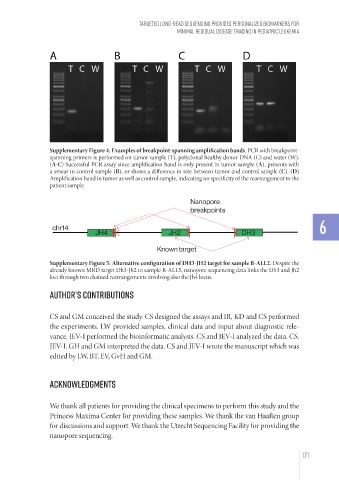 TARGETED LONG-READ SEQUENCING PROVIDES PERSONALIZED BIOMARKERS FOR
MINIMAL RESIDUAL DISEASE TRACING IN PEDIATRIC LEUKEMIA
A B C D
T C W T C W T C W T C W
Supplementary Figure 4: Examples of breakpoint-spanning amplification bands. PCR with breakpoint-
spanning primers is performed on tumor sample (T), polyclonal healthy donor DNA (C) and water (W).
(A-C) Successful PCR assay since amplification band is only present in tumor sample (A), presents with
a smear in control sample (B), or shows a difference in size between tumor and control sample (C). (D)
Amplification band in tumor as well as control sample, indicating no specificity of the rearrangement to the
patient sample.
Nanopore
breakpoints
chr14
JH4 JH2 DH3
Known target
6
Supplementary Figure 5: Alternative configuration of DH3-JH2 target for sample B-ALL2. Despite the
already known MRD target Dh3-Jh2 in sample B-ALL5, nanopore sequencing data links the Dh3 and Jh2
loci through two chained rearrangements involving also the Jh4-locus.
AUTHOR'S CONTRIBUTIONS
CS and GM conceived the study. CS designed the assays and IR, KD and CS performed
the experiments. LW provided samples, clinical data and input about diagnostic rele-
vance. JEV-I performed the bioinformatic analysis. CS and JEV-I analyzed the data. CS,
JEV-I, GH and GM interpreted the data. CS and JEV-I wrote the manuscript which was
edited by LW, BT, EV, GvH and GM.
ACKNOWLEDGMENTS
We thank all patients for providing the clinical specimens to perform this study and the
Princess Maxima Center for providing these samples. We thank the van Haaften group
for discussions and support. We thank the Utrecht Sequencing Facility for providing the
nanopore sequencing.
171